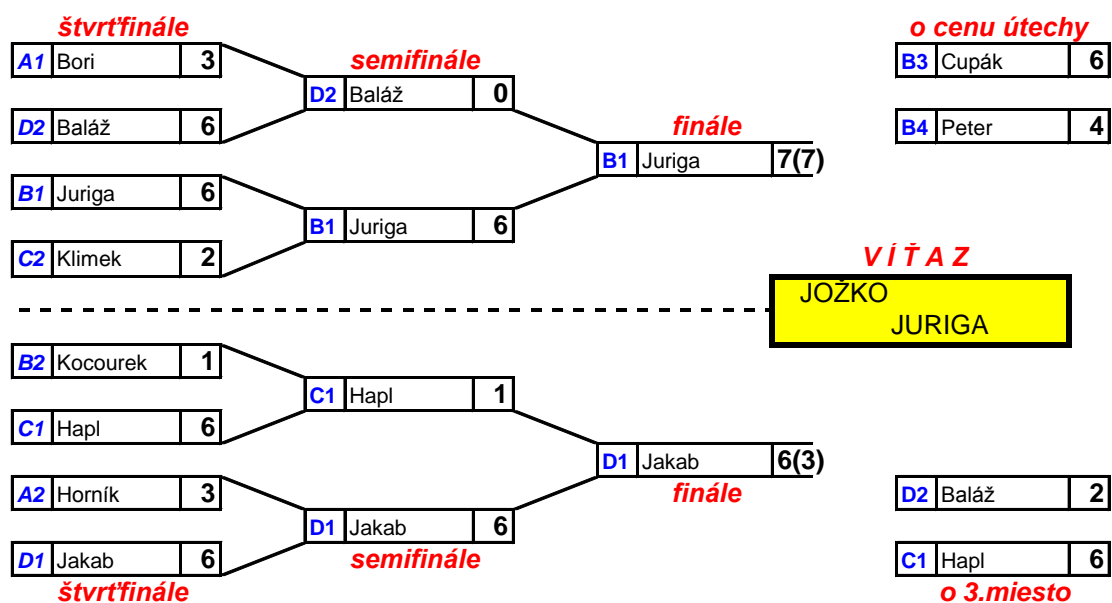 štvrťfinále
o cenu útechy
A1 Bori 3
semifinále
B3 Cupák 6
D2 Baláž 0
D2 Baláž 6
finále
B4 Peter 4
B1 Juriga 7(7)
B1 Juriga 6
B1 Juriga 6
C2 Klimek 2
VÍŤAZ
JOŽKO
JURIGA
B2 Kocourek 1
C1 Hapl 1
C1 Hapl 6
D1 Jakab 6(3)
A2 Horník 3
finále
D2 Baláž 2
D1 Jakab 6
D1 Jakab 6
semifinále
C1 Hapl 6
štvrťfinále
o 3.miesto